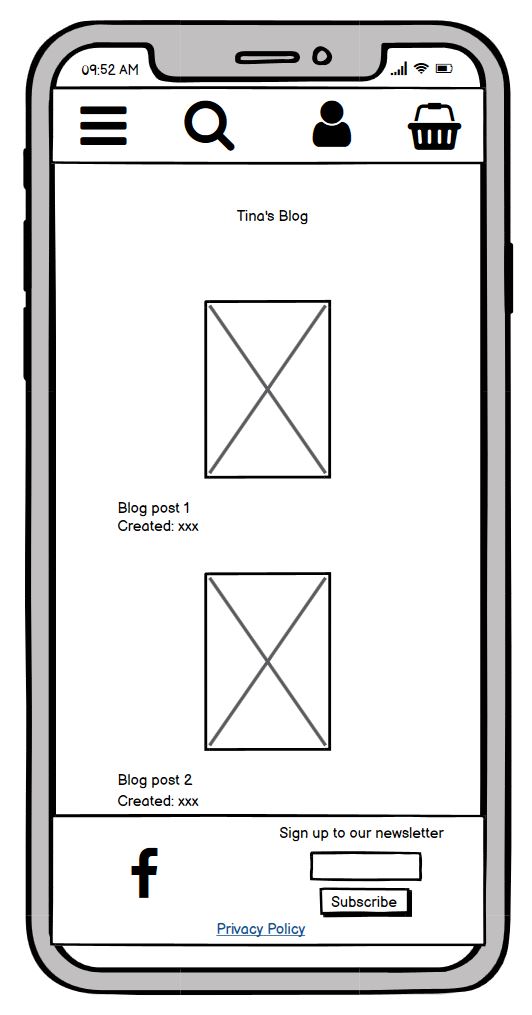 09:52 AM
Tina's Blog
Blog post 1
Created: xxx
Blog post 2
Created: xxx
Sign up to our newsletter
Subscribe
Privacy Policy